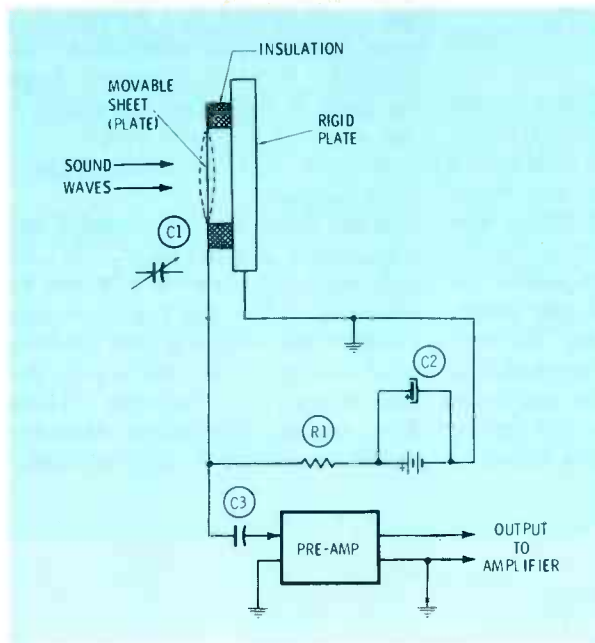 INSULATION
MOVABLE
SHEET
(PLATE)
RIGID
PLATE
SOUND
WAVES
C1
C2
R1
C3
PRE-AMP
OUTPUT
TO
AMPLIFIER